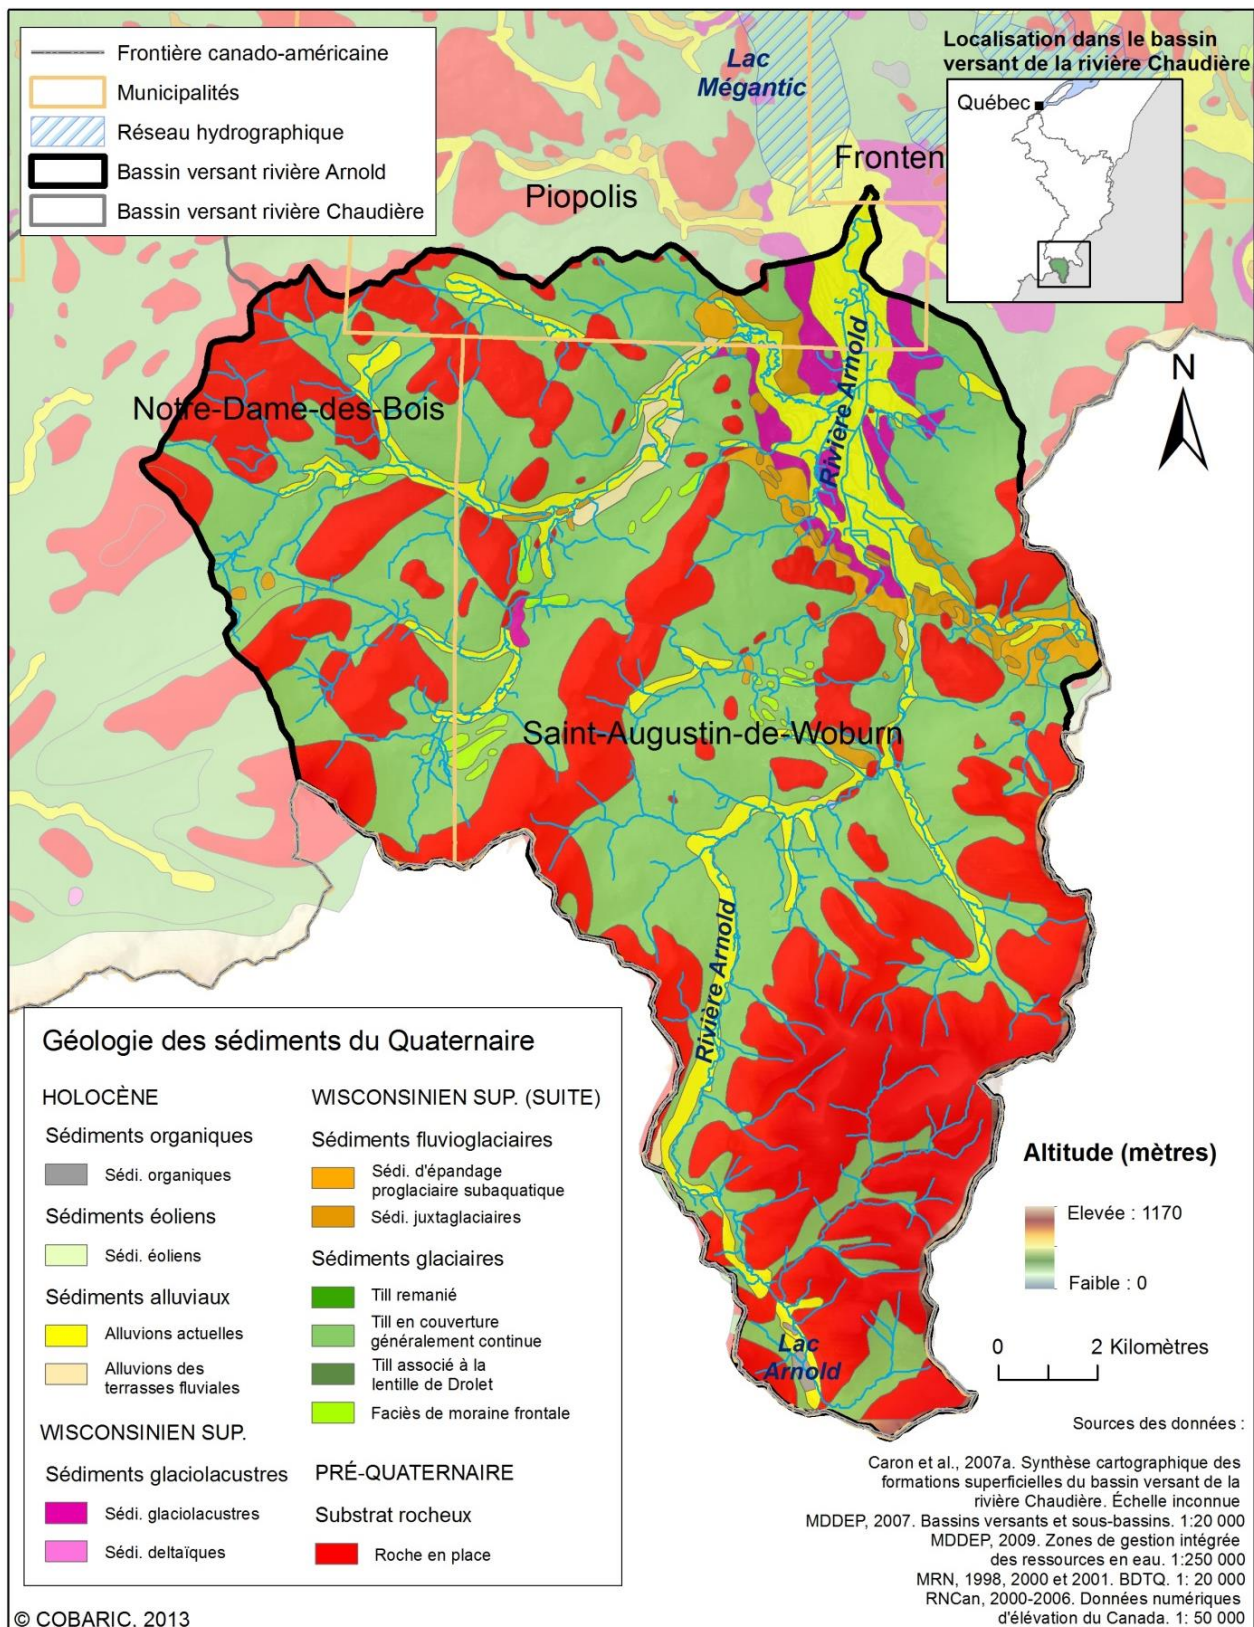 Frontière canado-américaine
Municipalités
Réseau hydrographique
Bassin versant rivière Arnold
Bassin versant rivière Chaudière
Lac
Mégantic
Localisation dans le bassin
versant de la rivière Chaudière
Québec
Fronten
Piopolis
N
Notre-Dame-des-Bois
Rivière Arnold
Saint-Augustin-de-Woburn
Rivière Arnold
Lac
Arnold
Géologie des sédiments du Quaternaire
HOLOCÈNE
Sédiments organiques
Sédi. organiques
Sédiments éoliens
Sédi. éoliens
Sédiments alluviaux
Alluvions actuelles
Alluvions des
terrasses fluviales
WISCONSINIEN SUP.
Sédiments glaciolacustres
Sédi. glaciolacustres
Sédi. deltaïques
WISCONSINIEN SUP. (SUITE)
Sédiments fluvioglaciaires
Sédi. d'épandage
proglaciaire subaquatique
Sédi. juxtaglaciaires
Sédiments glaciaires
Till remanié
Till en couverture
généralement continue
Till associé à la
lentille de Drolet
Faciès de moraine frontale
PRÉ-QUATERNAIRE
Substrat rocheux
Roche en place
Altitude (mètres)
Elevée : 1170
Faible : 0
0 2 Kilomètres
Sources des données :
Caron et al., 2007a. Synthèse cartographique des
formations superficielles du bassin versant de la
rivière Chaudière. Échelle inconnue
MDDEP, 2007. Bassins versants et sous-bassins. 1:20 000
MDDEP, 2009. Zones de gestion intégrée
des ressources en eau. 1:250 000
MRN, 1998, 2000 et 2001. BDTQ. 1: 20 000
RNCan, 2000-2006. Données numériques
d'élévation du Canada. 1: 50 000
© COBARIC, 2013